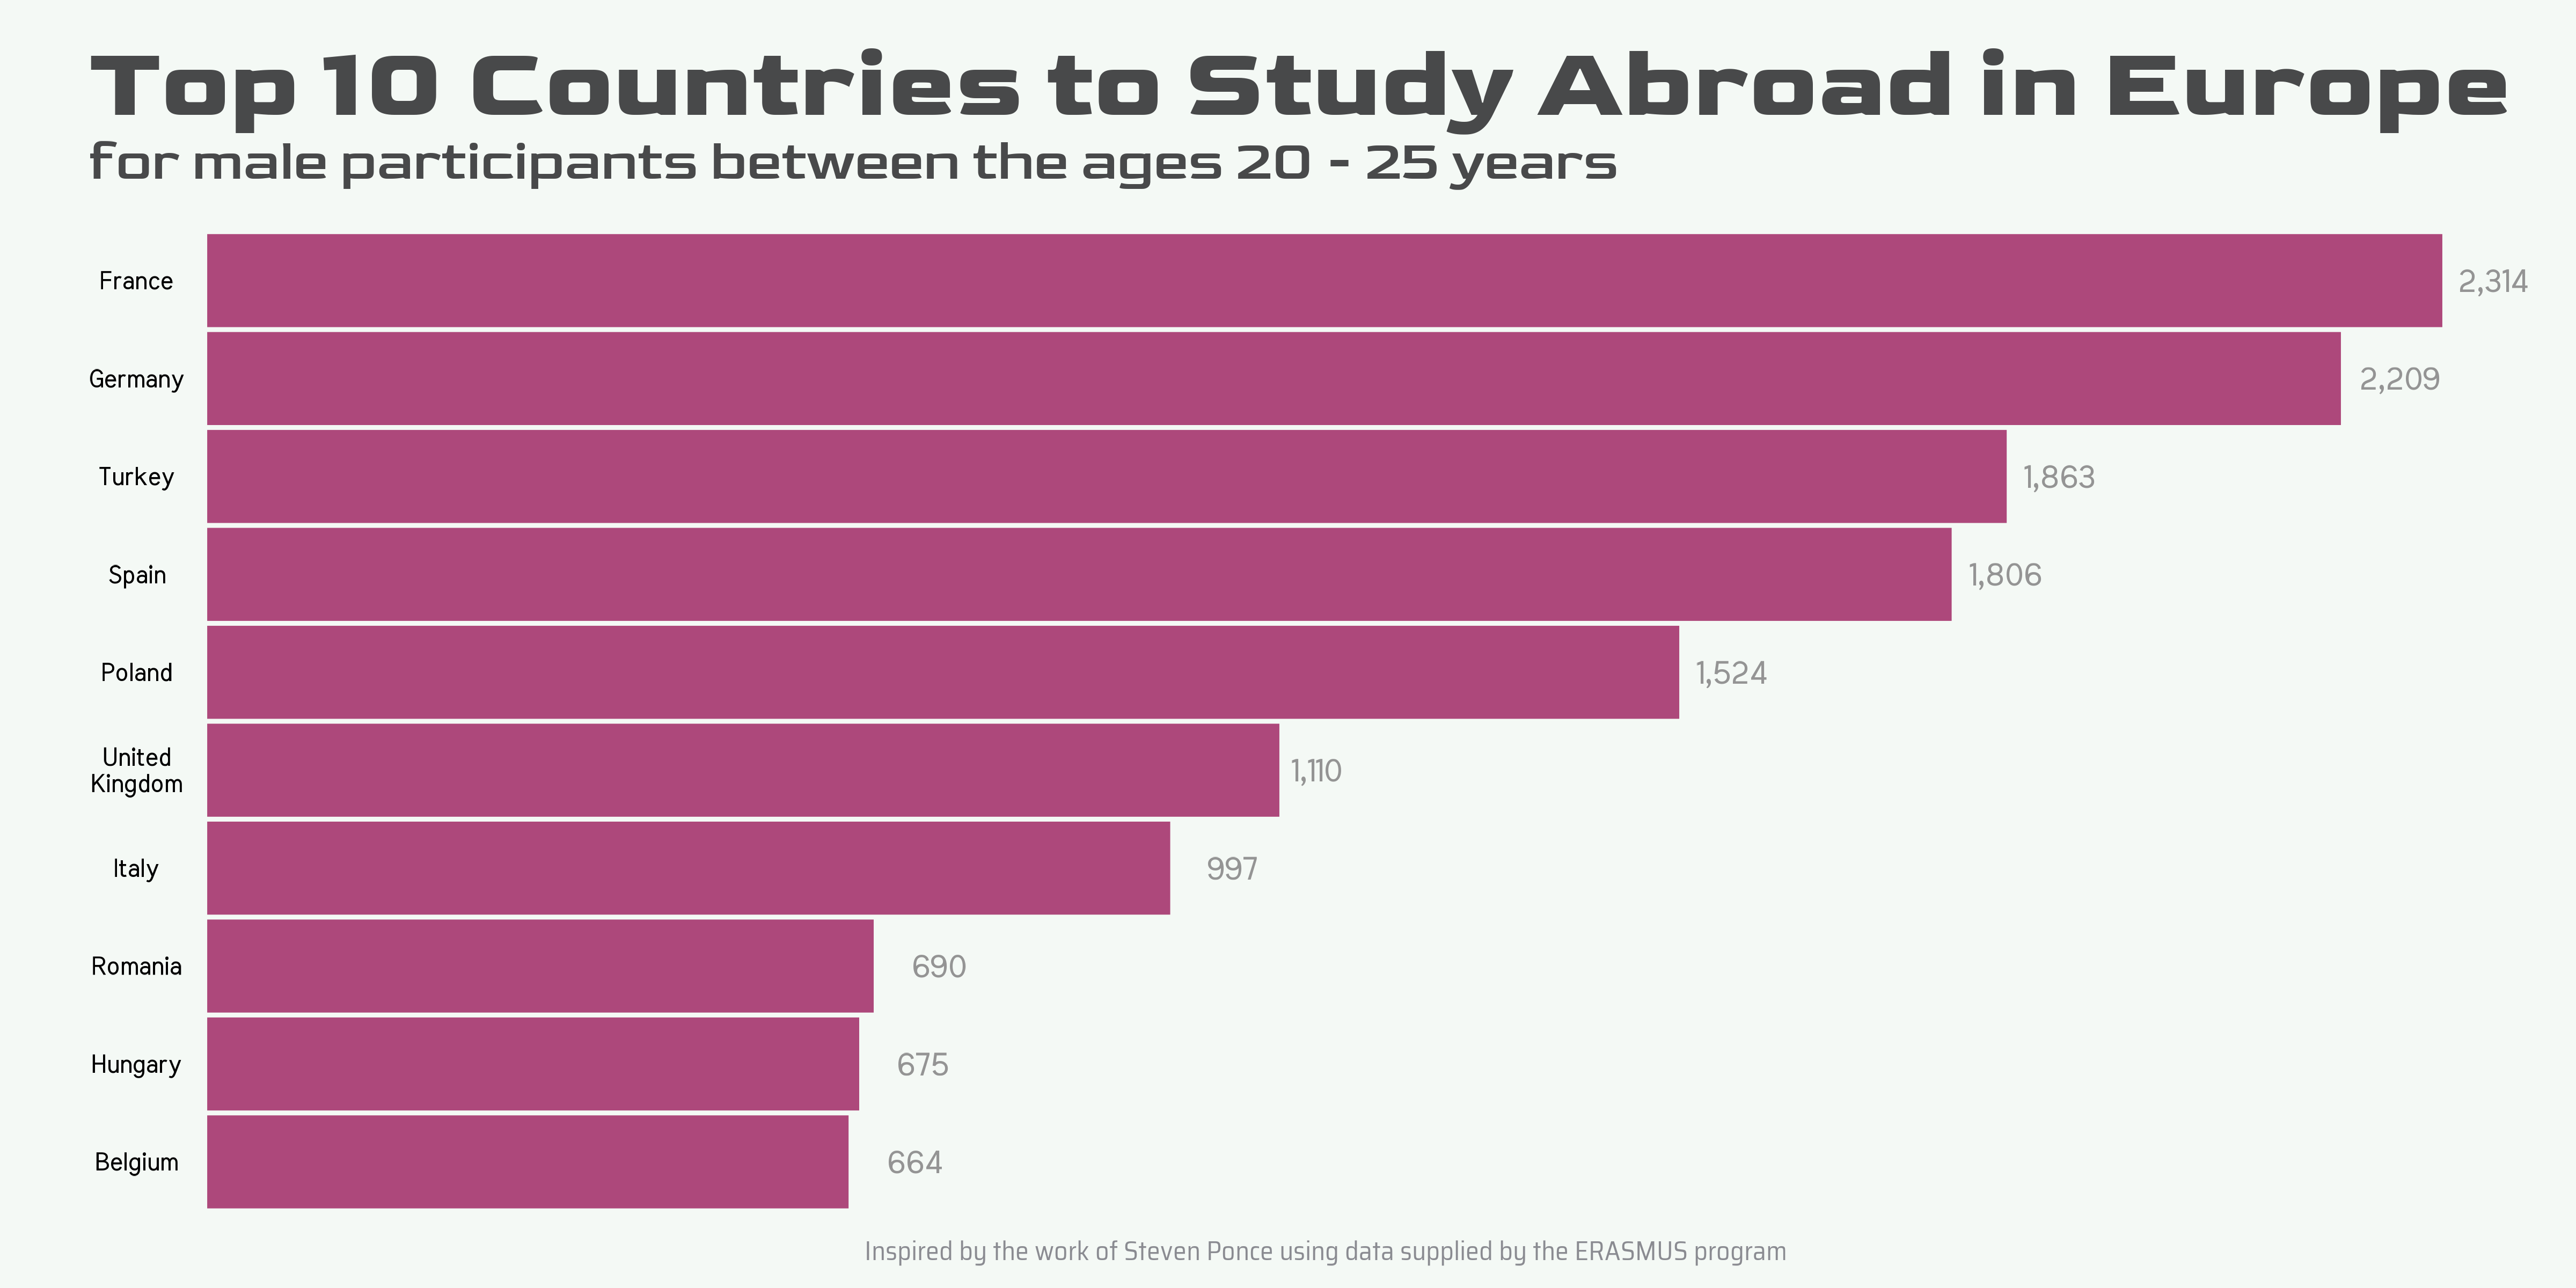 Top 10 Countries to Study Abroad in Europe
for male participants between the ages 20 - 25 years
France 2,314
Germany 2,209
Turkey 1,863
Spain 1,806
Poland 1,524
United
Kingdom 1,110
Italy 997
Romania 690
Hungary 675
Belgium 664
Inspired by the work of Steven Ponce using data supplied by the ERASMUS program